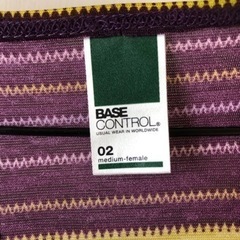 BASE
CONTROL®
USUAL WEAR IN WORLDWIDE
02
medium-female